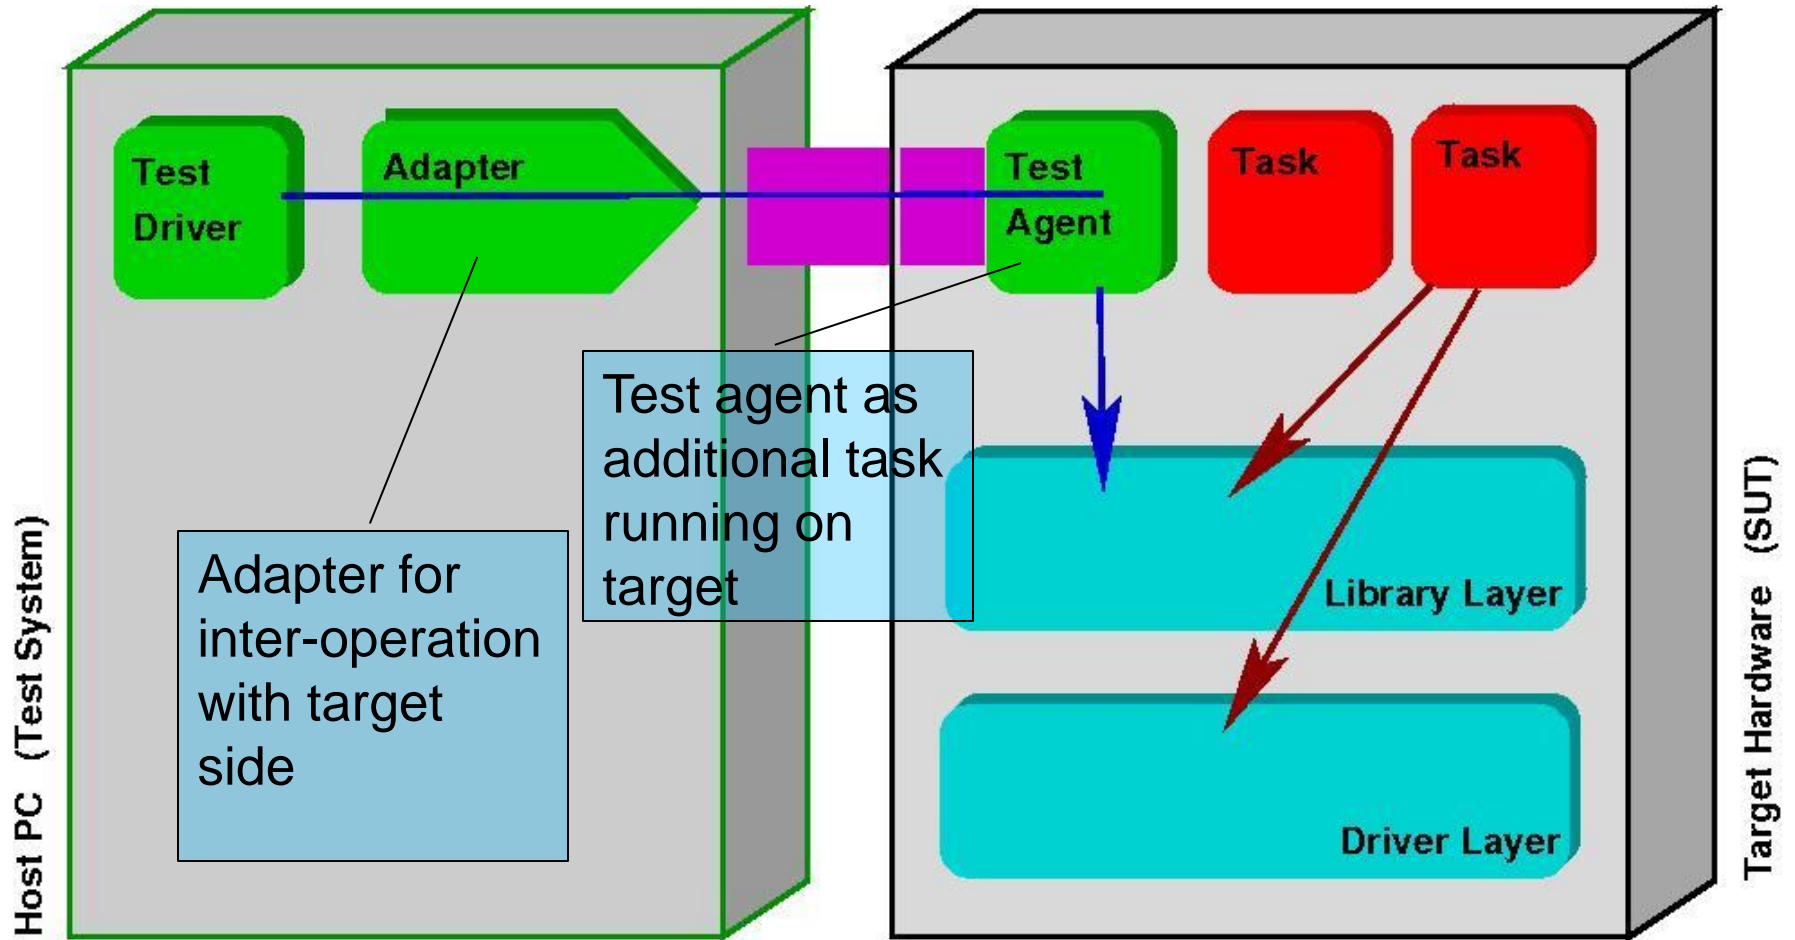 Host PC (Test System)
Test
Driver
Adapter
Test
Agent
Task
Task
Test agent as
additional task
running on
target
Adapter for
inter-operation
with target
side
Library Layer
Driver Layer
Target Hardware (SUT)